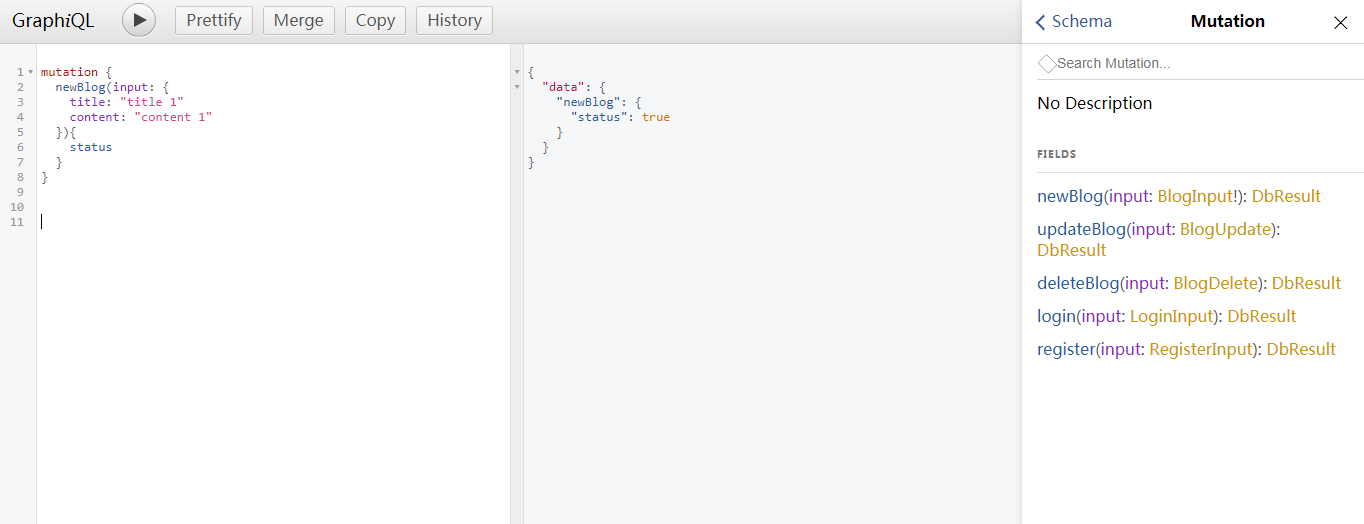 GraphiQL Prettify Merge Copy History
1 mutation {
2 newBlog(input: {
3 title: "title 1"
4 content: "content 1"
5 }){
6 status
7 }
8 }
9
10
11
{
"data": {
"newBlog": {
"status": true
}
}
}
Schema Mutation
Search Mutation...
No Description
FIELDS
newBlog(input: BlogInput!): DbResult
updateBlog(input: BlogUpdate):
DbResult
deleteBlog(input: BlogDelete): DbResult
login(input: LoginInput): DbResult
register(input: RegisterInput): DbResult